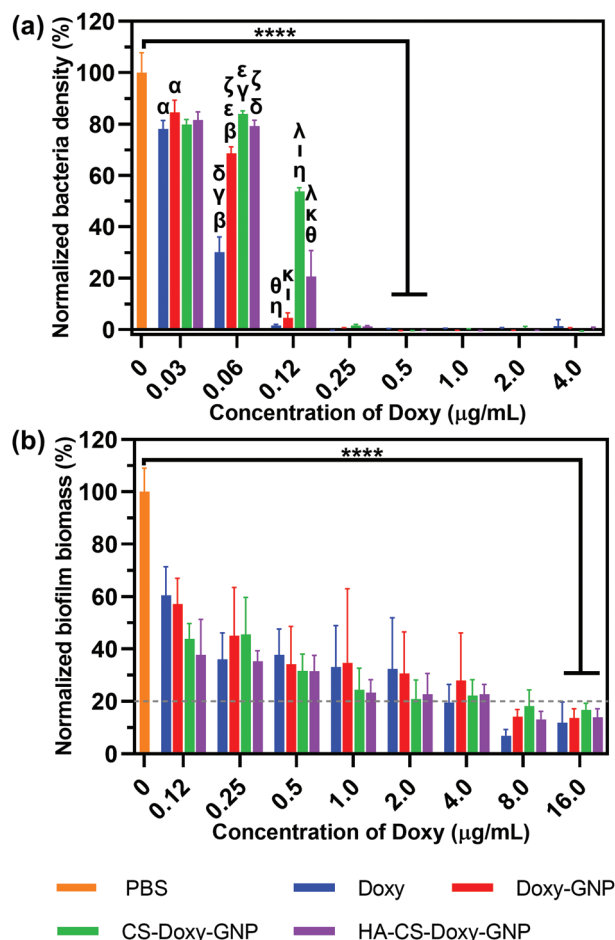 (a)
Normalized bacteria density (%)
120
100
80
60
40
20
0
****
α
α
δ
γ
β
ζ
ε
β
ε
γ
ζ
δ
θ
η
κ
ι
λ
ι
η
λ
κ
θ
0
0.03
0.06
0.12
0.25
0.5
1.0
2.0
4.0
Concentration of Doxy (μg/mL)
(b)
Normalized biofilm biomass (%)
120
100
80
60
40
20
0
****
0
0.12
0.25
0.5
1.0
2.0
4.0
8.0
16.0
Concentration of Doxy (μg/mL)
PBS
Doxy
Doxy-GNP
CS-Doxy-GNP
HA-CS-Doxy-GNP